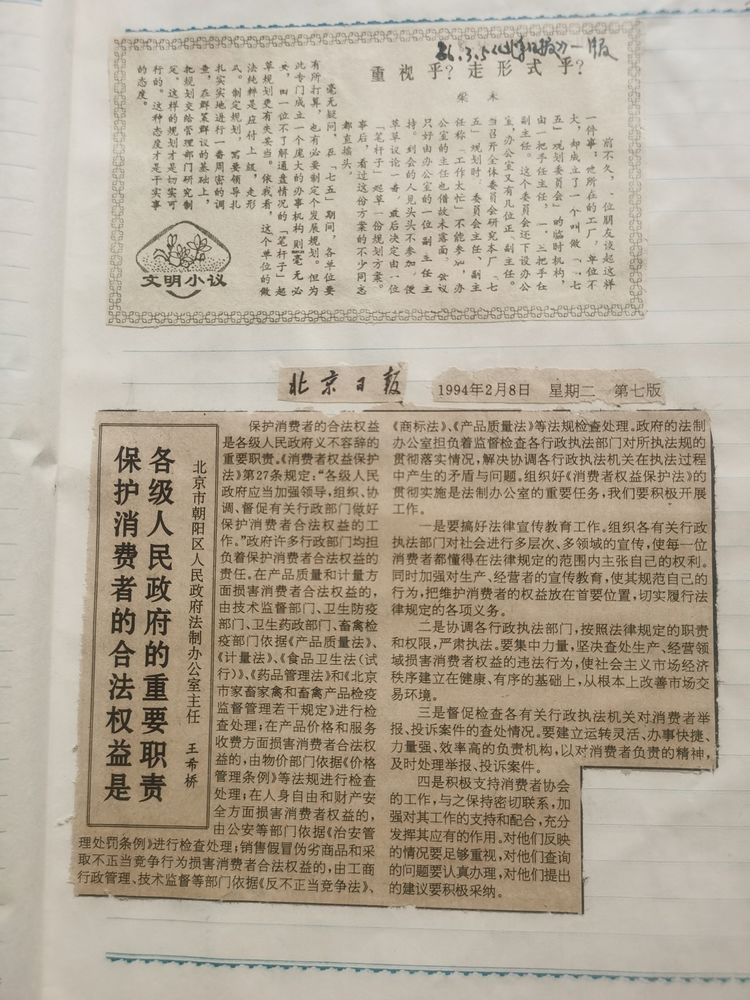 86.3.5《北京日报》一版
重视乎？走形式乎？
梁未
前不久，一位朋友谈起这样
一件事：他所在的工厂，单位不
大，却成立了一个叫做“‘七·
五’规划委员会”的临时机构，
由一把手任主任，二、三把手任
副主任。这个委员会还下设办公
室，办公室又有几位正、副主任。
当召开全体委员会研究本厂“七
五”规划时，委员会主任、副主
任称“工作太忙”不能参加，办
公室的主任也借故未露面，会议
只好由办公室的一位副主任主
持。到会的人见头头不参加，便
草草议论一番，最后决定由一位
“笔杆子”起草一份规划方案。
事后，看过这份方案的不少同志
都直摇头。
毫无疑问，在“七五”期间，各单位要
有所打算，也有必要制定个发展规划。但为
此专门成立一个庞大的办事机构则毫无必
要，由一位不了解通盘情况的“笔杆子”起
草规划更有失妥当。依我看，这个单位的做
法纯粹是应付上级，走形
式。制定规划，需要领导扎
扎实实地进行一番周密的调
查，在群策群议的基础上，
把规划交给管理部门研究制
定。这样的规划才是切实可
行的。这种态度才是干实事
的态度。
文明小议
北京日报
1994年2月8日 星期二 第七版
保护消费者的合法权益是
各级人民政府的重要职责
北京市朝阳区人民政府法制办公室主任 王希桥
保护消费者的合法权益
是各级人民政府义不容辞的
重要职责。《消费者权益保护
法》第27条规定：“各级人民
政府应当加强领导，组织、协
调、督促有关行政部门做好
保护消费者合法权益的工
作。”政府许多行政部门均担
负着保护消费者合法权益的
责任。在产品质量和计量方
面损害消费者合法权益的，
由技术监督部门、卫生防疫
部门、卫生药政部门、畜禽检
疫部门依据《产品质量法》、
《计量法》、《食品卫生法(试
行)》、《药品管理法》和《北京
市家畜家禽和畜禽产品检疫
监督管理若干规定》进行检
查处理；在产品价格和服务
收费方面损害消费者合法权
益的，由物价部门依据《价格
管理条例》等法规进行检查
处理；在人身自由和财产安
全方面损害消费者权益的，
由公安等部门依据《治安管
理处罚条例》进行检查处理；销售假冒伪劣商品和采
取不正当竞争行为损害消费者合法权益的，由工商
行政管理、技术监督等部门依据《反不正当竞争法》、
《商标法》、《产品质量法》等法规检查处理。政府的法制
办公室担负着监督检查各行政执法部门对所执法规的
贯彻落实情况，解决协调各行政执法机关在执法过程
中产生的矛盾与问题。组织好《消费者权益保护法》的
贯彻实施是法制办公室的重要任务，我们要积极开展
工作。
一是要搞好法律宣传教育工作。组织各有关行政
执法部门对社会进行多层次、多领域的宣传，使每一位
消费者都懂得在法律规定的范围内主张自己的权利。
同时加强对生产、经营者的宣传教育，使其规范自己的
行为，把维护消费者的权益放在首要位置，切实履行法
律规定的各项义务。
二是协调各行政执法部门，按照法律规定的职责
和权限，严肃执法。要集中力量，坚决查处生产、经营领
域损害消费者权益的违法行为，使社会主义市场经济
秩序建立在健康、有序的基础上，从根本上改善市场交
易环境。
三是督促检查各有关行政执法机关对消费者举
报、投诉案件的查处情况。要建立运转灵活、办事快捷、
力量强、效率高的负责机构，以对消费者负责的精神，
及时处理举报、投诉案件。
四是积极支持消费者协会
的工作，与之保持密切联系，加
强对其工作的支持和配合，充分
发挥其应有的作用。对他们反映
的情况要足够重视，对他们查询
的问题要认真办理，对他们提出
的建议要积极采纳。